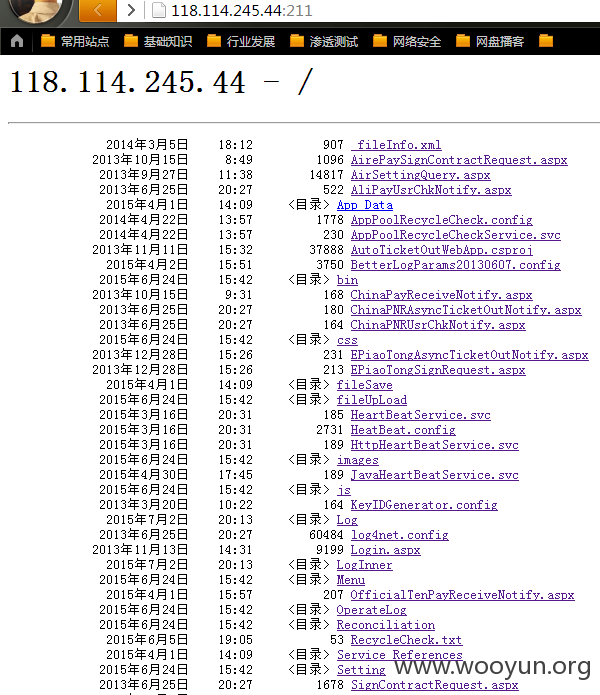 118.114.245.44:211
常用站点 基础知识 行业发展 渗透测试 网络安全 网盘播客
118.114.245.44 - /
2014年3月5日 18:12 907 _fileInfo.xml
2013年10月15日 8:49 1096 AirePaySignContractRequest.aspx
2013年9月27日 11:38 14817 AirSettingQuery.aspx
2013年6月25日 20:27 522 AliPayUsrChkNotify.aspx
2015年4月1日 14:09 <目录> App_Data
2014年4月22日 13:57 1778 AppPoolRecycleCheck.config
2014年4月22日 13:57 230 AppPoolRecycleCheckService.svc
2013年11月11日 15:32 37888 AutoTicketOutWebApp.csproj
2015年4月2日 15:51 3750 BetterLogParams20130607.config
2015年6月24日 15:42 <目录> bin
2013年10月15日 9:31 168 ChinaPayReceiveNotify.aspx
2013年6月25日 20:27 180 ChinaPNRAsyncTicketOutNotify.aspx
2013年6月25日 20:27 164 ChinaPNRUsrChkNotify.aspx
2015年6月24日 15:42 <目录> css
2013年12月28日 15:26 231 EPiaoTongAsyncTicketOutNotify.aspx
2013年12月28日 15:26 213 EPiaoTongSignRequest.aspx
2015年4月1日 14:09 <目录> fileSave
2015年6月24日 15:42 <目录> fileUpLoad
2015年3月16日 20:31 185 HeartBeatService.svc
2015年3月16日 20:31 2731 HeatBeat.config
2015年3月16日 20:31 189 HttpHeartBeatService.svc
2015年6月24日 15:42 <目录> images
2015年4月30日 17:45 189 JavaHeartBeatService.svc
2015年6月24日 15:42 <目录> js
2013年3月20日 10:22 164 KeyIDGenerator.config
2015年7月2日 20:13 <目录> Log
2013年6月25日 20:27 60484 log4net.config
2013年11月13日 14:31 9199 Login.aspx
2015年7月2日 20:13 <目录> LogInner
2015年6月24日 15:42 <目录> Menu
2015年4月1日 15:57 207 OfficialTenPayReceiveNotify.aspx
2015年6月24日 15:42 <目录> OperateLog
2015年6月24日 15:42 <目录> Reconciliation
2015年6月5日 19:05 53 RecycleCheck.txt
2015年4月1日 14:09 <目录> Service References
2015年6月24日 15:42 <目录> Setting
2013年6月25日 20:27 1678 SignContractRequest.aspx
www.wooyun.org